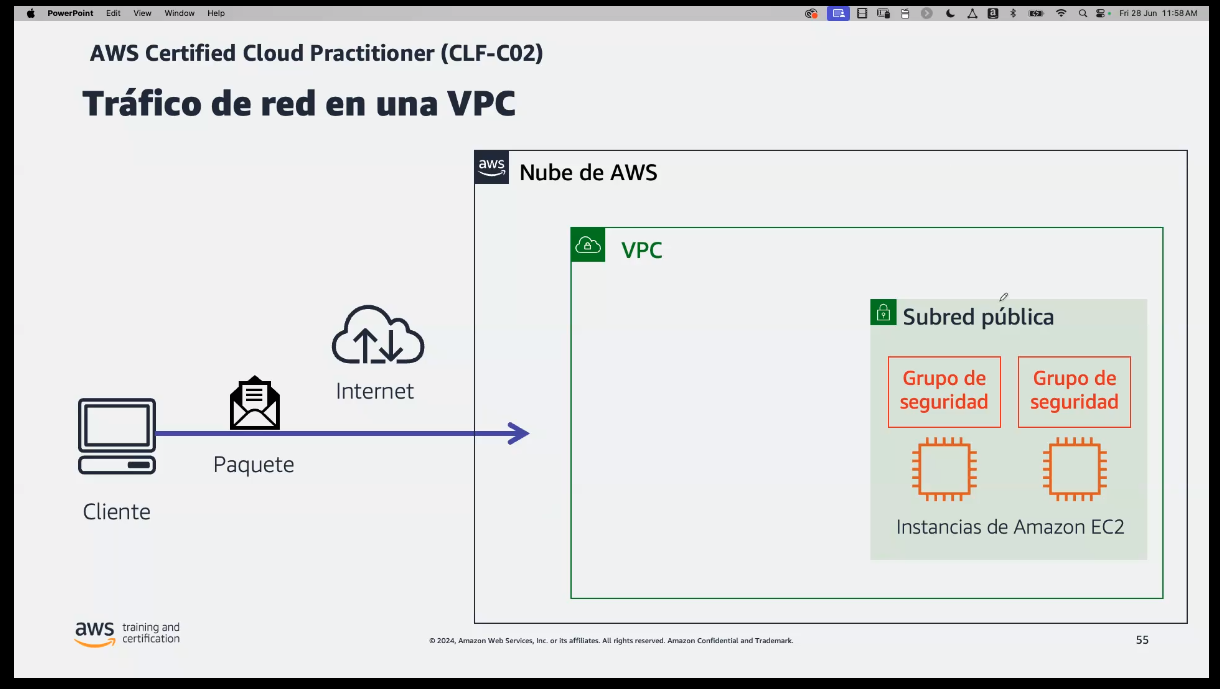 PowerPoint Edit View Window Help
Fri 28 Jun 11:58 AM
AWS Certified Cloud Practitioner (CLF-C02)
Tráfico de red en una VPC
aws
Nube de AWS
VPC
Subred pública
Grupo de
seguridad
Grupo de
seguridad
Instancias de Amazon EC2
Internet
Paquete
Cliente
aws
training and
certification
© 2024, Amazon Web Services, Inc. or its affiliates. All rights reserved. Amazon Confidential and Trademark.
55